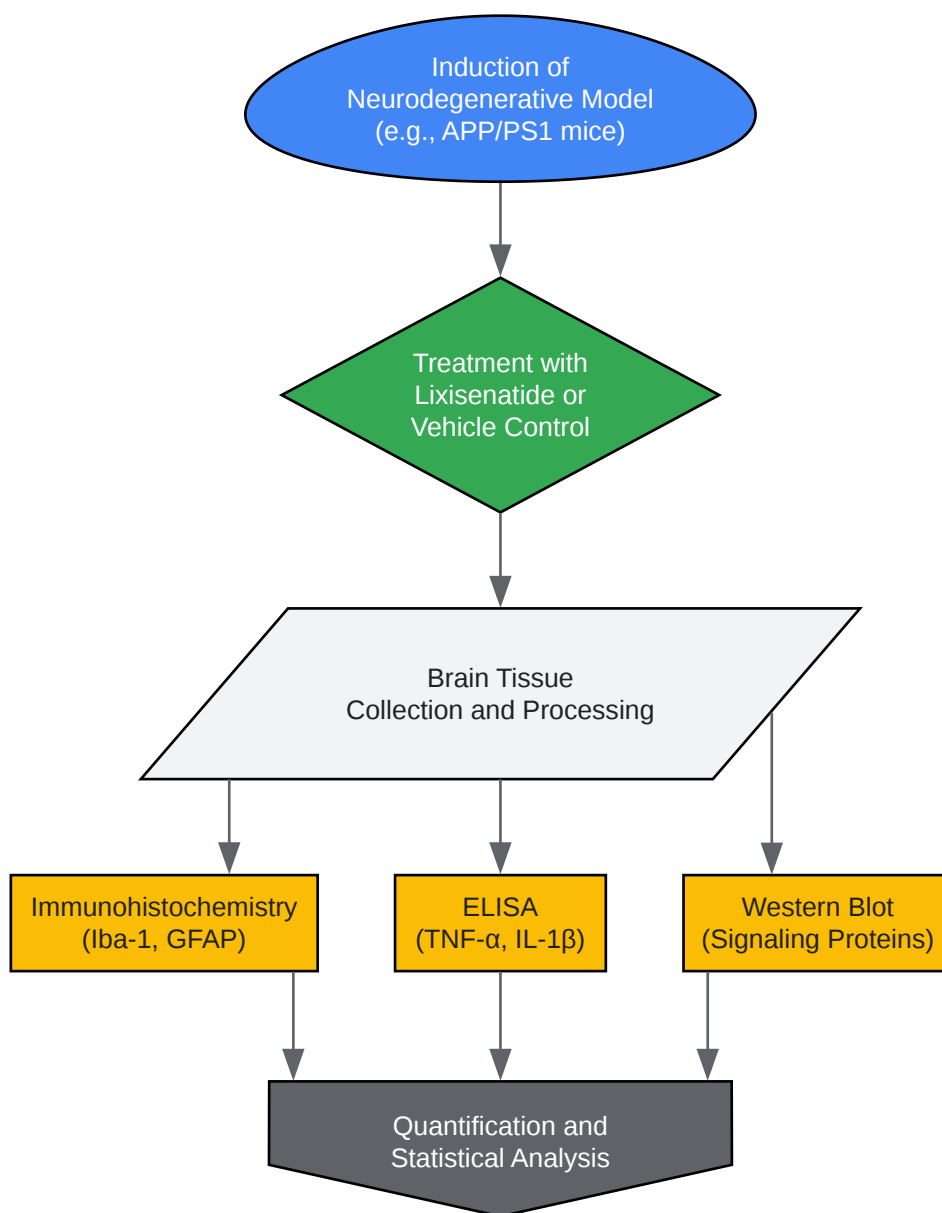 Induction of
Neurodegenerative Model
(e.g., APP/PS1 mice)
Treatment with
Lixisenatide or
Vehicle Control
Brain Tissue
Collection and Processing
Immunohistochemistry
(Iba-1, GFAP)
ELISA
(TNF-α, IL-1β)
Western Blot
(Signaling Proteins)
Quantification and
Statistical Analysis